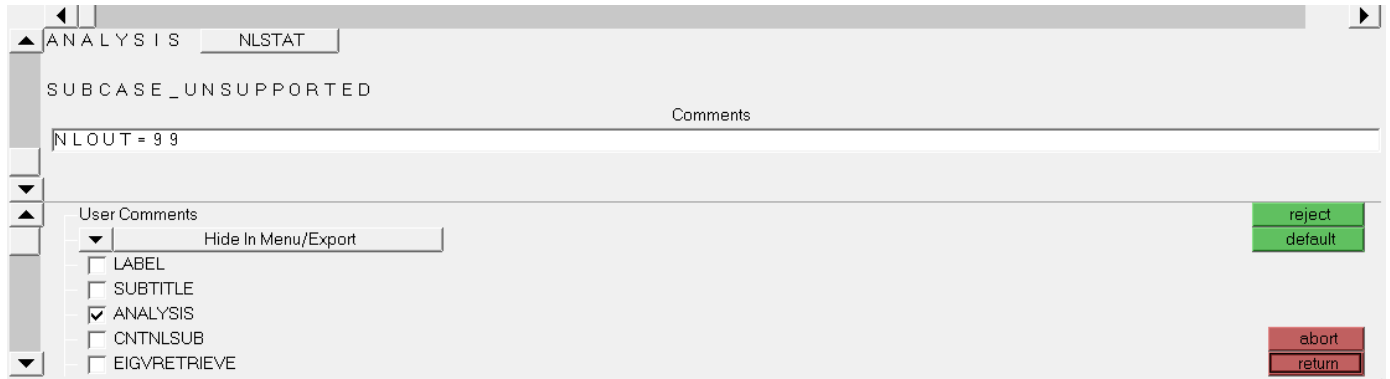 ANALYSIS NLSTAT
SUBCASE_UNSUPPORTED
Comments
NLOUT=99
User Comments
reject
Hide In Menu/Export
default
LABEL
SUBTITLE
ANALYSIS
CNTNLSUB
abort
EIGVRETRIEVE
return